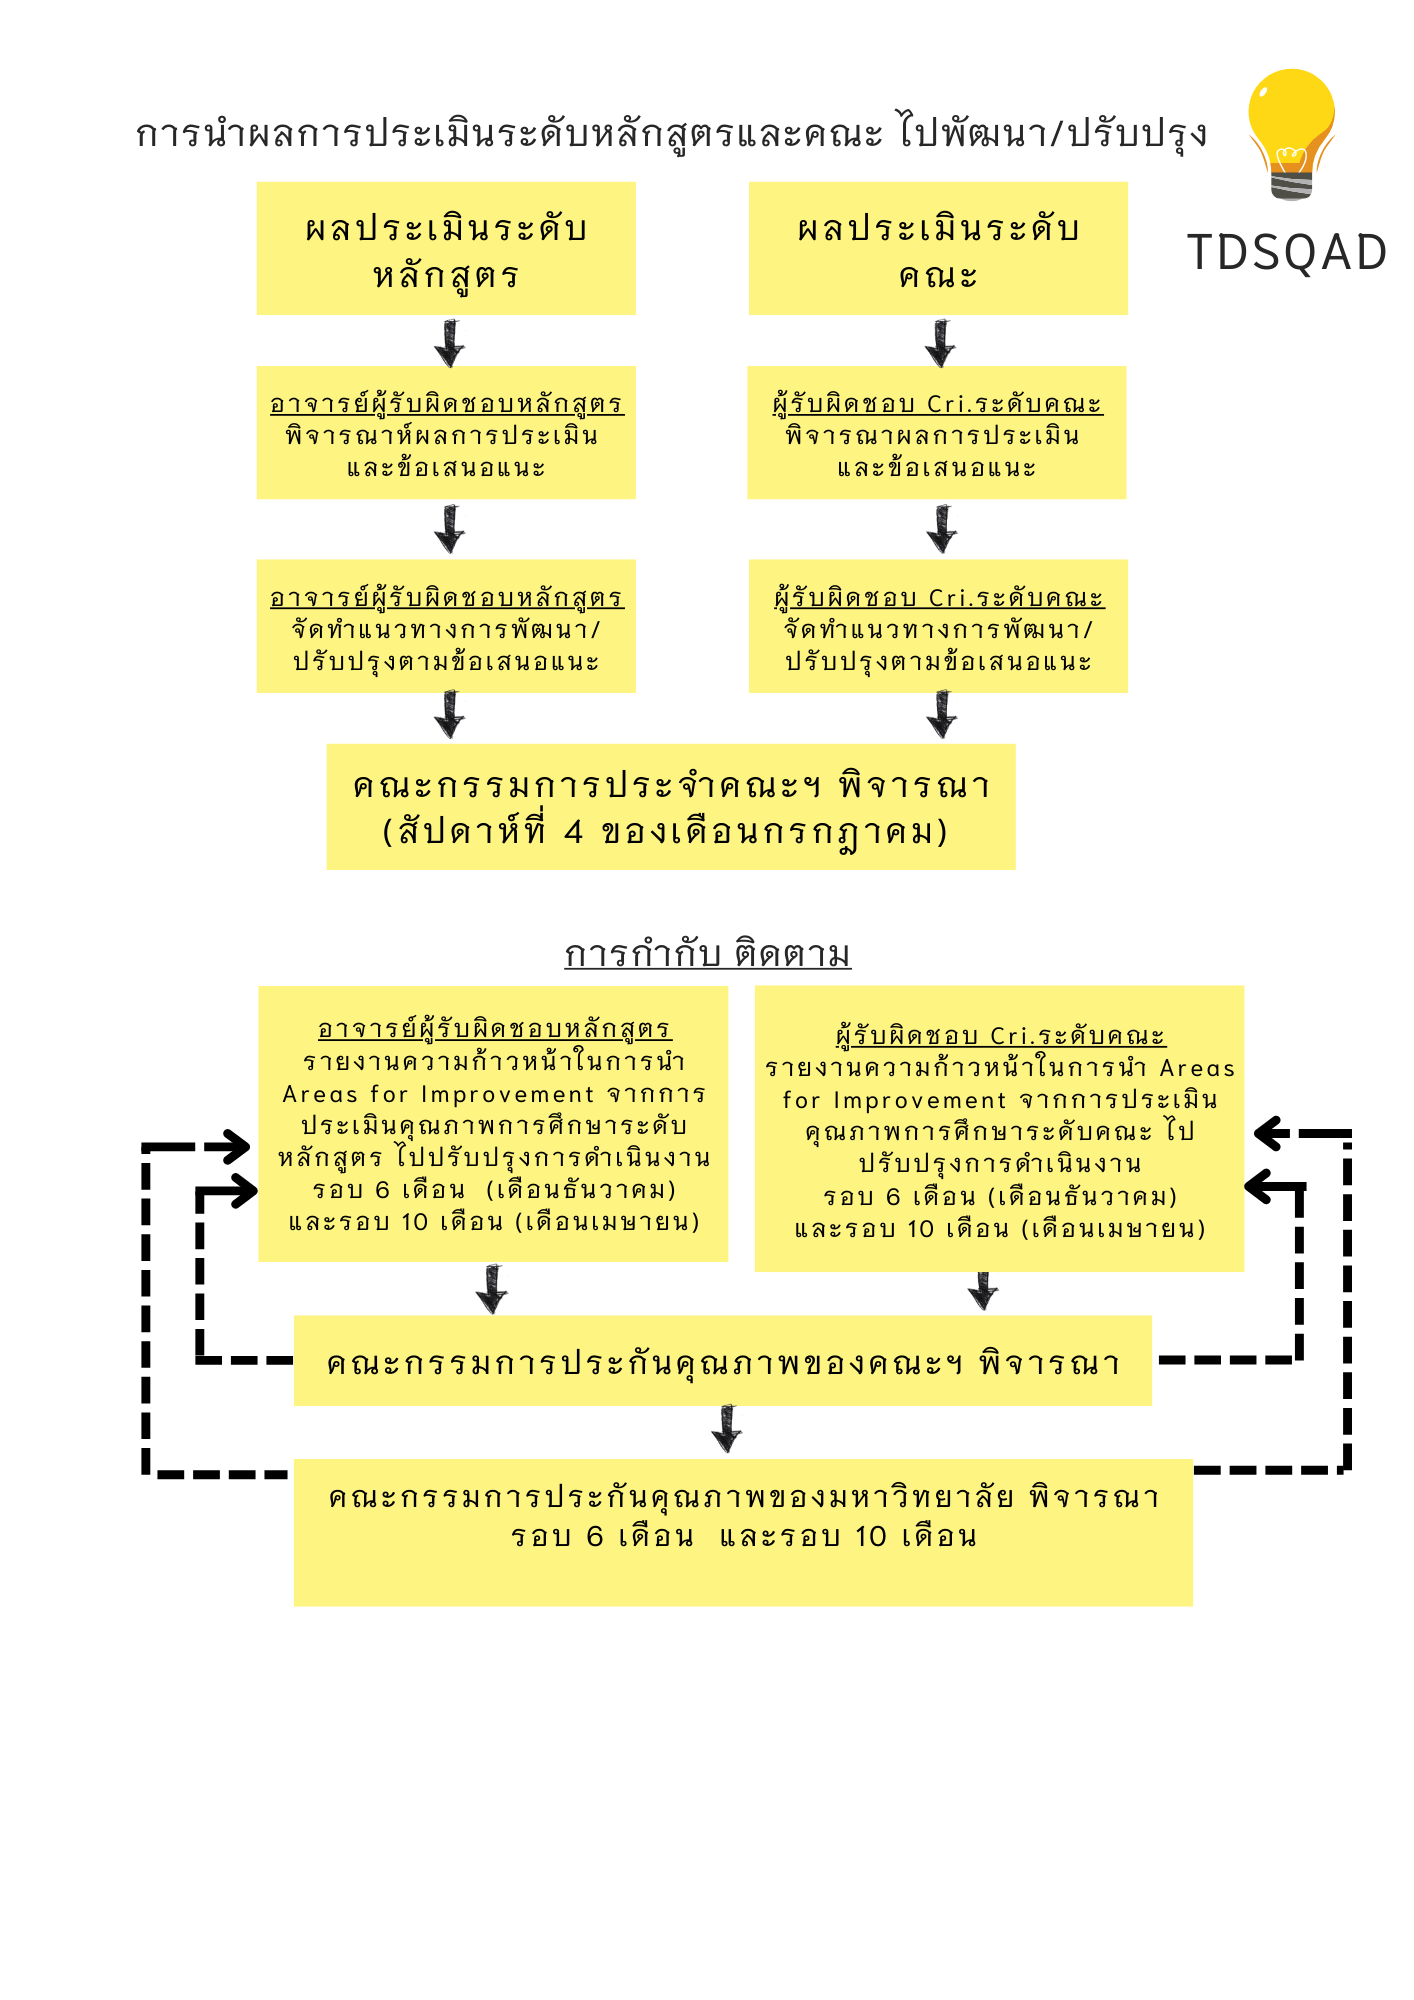 การนำผลการประเมินระดับหลักสูตรและคณะ ไปพัฒนา/ปรับปรุง
TDSQAD
ผลประเมินระดับ
หลักสูตร
ผลประเมินระดับ
คณะ
อาจารย์ผู้รับผิดชอบหลักสูตร
พิจารณาห์ผลการประเมิน
และข้อเสนอแนะ
ผู้รับผิดชอบ Cri.ระดับคณะ
พิจารณาผลการประเมิน
และข้อเสนอแนะ
อาจารย์ผู้รับผิดชอบหลักสูตร
จัดทำแนวทางการพัฒนา/
ปรับปรุงตามข้อเสนอแนะ
ผู้รับผิดชอบ Cri.ระดับคณะ
จัดทำแนวทางการพัฒนา/
ปรับปรุงตามข้อเสนอแนะ
คณะกรรมการประจำคณะฯ พิจารณา
(สัปดาห์ที่ 4 ของเดือนกรกฎาคม)
การกำกับ ติดตาม
อาจารย์ผู้รับผิดชอบหลักสูตร
รายงานความก้าวหน้าในการนำ
Areas for Improvement จากการ
ประเมินคุณภาพการศึกษาระดับ
หลักสูตร ไปปรับปรุงการดำเนินงาน
รอบ 6 เดือน (เดือนธันวาคม)
และรอบ 10 เดือน (เดือนเมษายน)
ผู้รับผิดชอบ Cri.ระดับคณะ
รายงานความก้าวหน้าในการนำ Areas
for Improvement จากการประเมิน
คุณภาพการศึกษาระดับคณะ ไป
ปรับปรุงการดำเนินงาน
รอบ 6 เดือน (เดือนธันวาคม)
และรอบ 10 เดือน (เดือนเมษายน)
คณะกรรมการประกันคุณภาพของคณะฯ พิจารณา
คณะกรรมการประกันคุณภาพของมหาวิทยาลัย พิจารณา
รอบ 6 เดือน และรอบ 10 เดือน